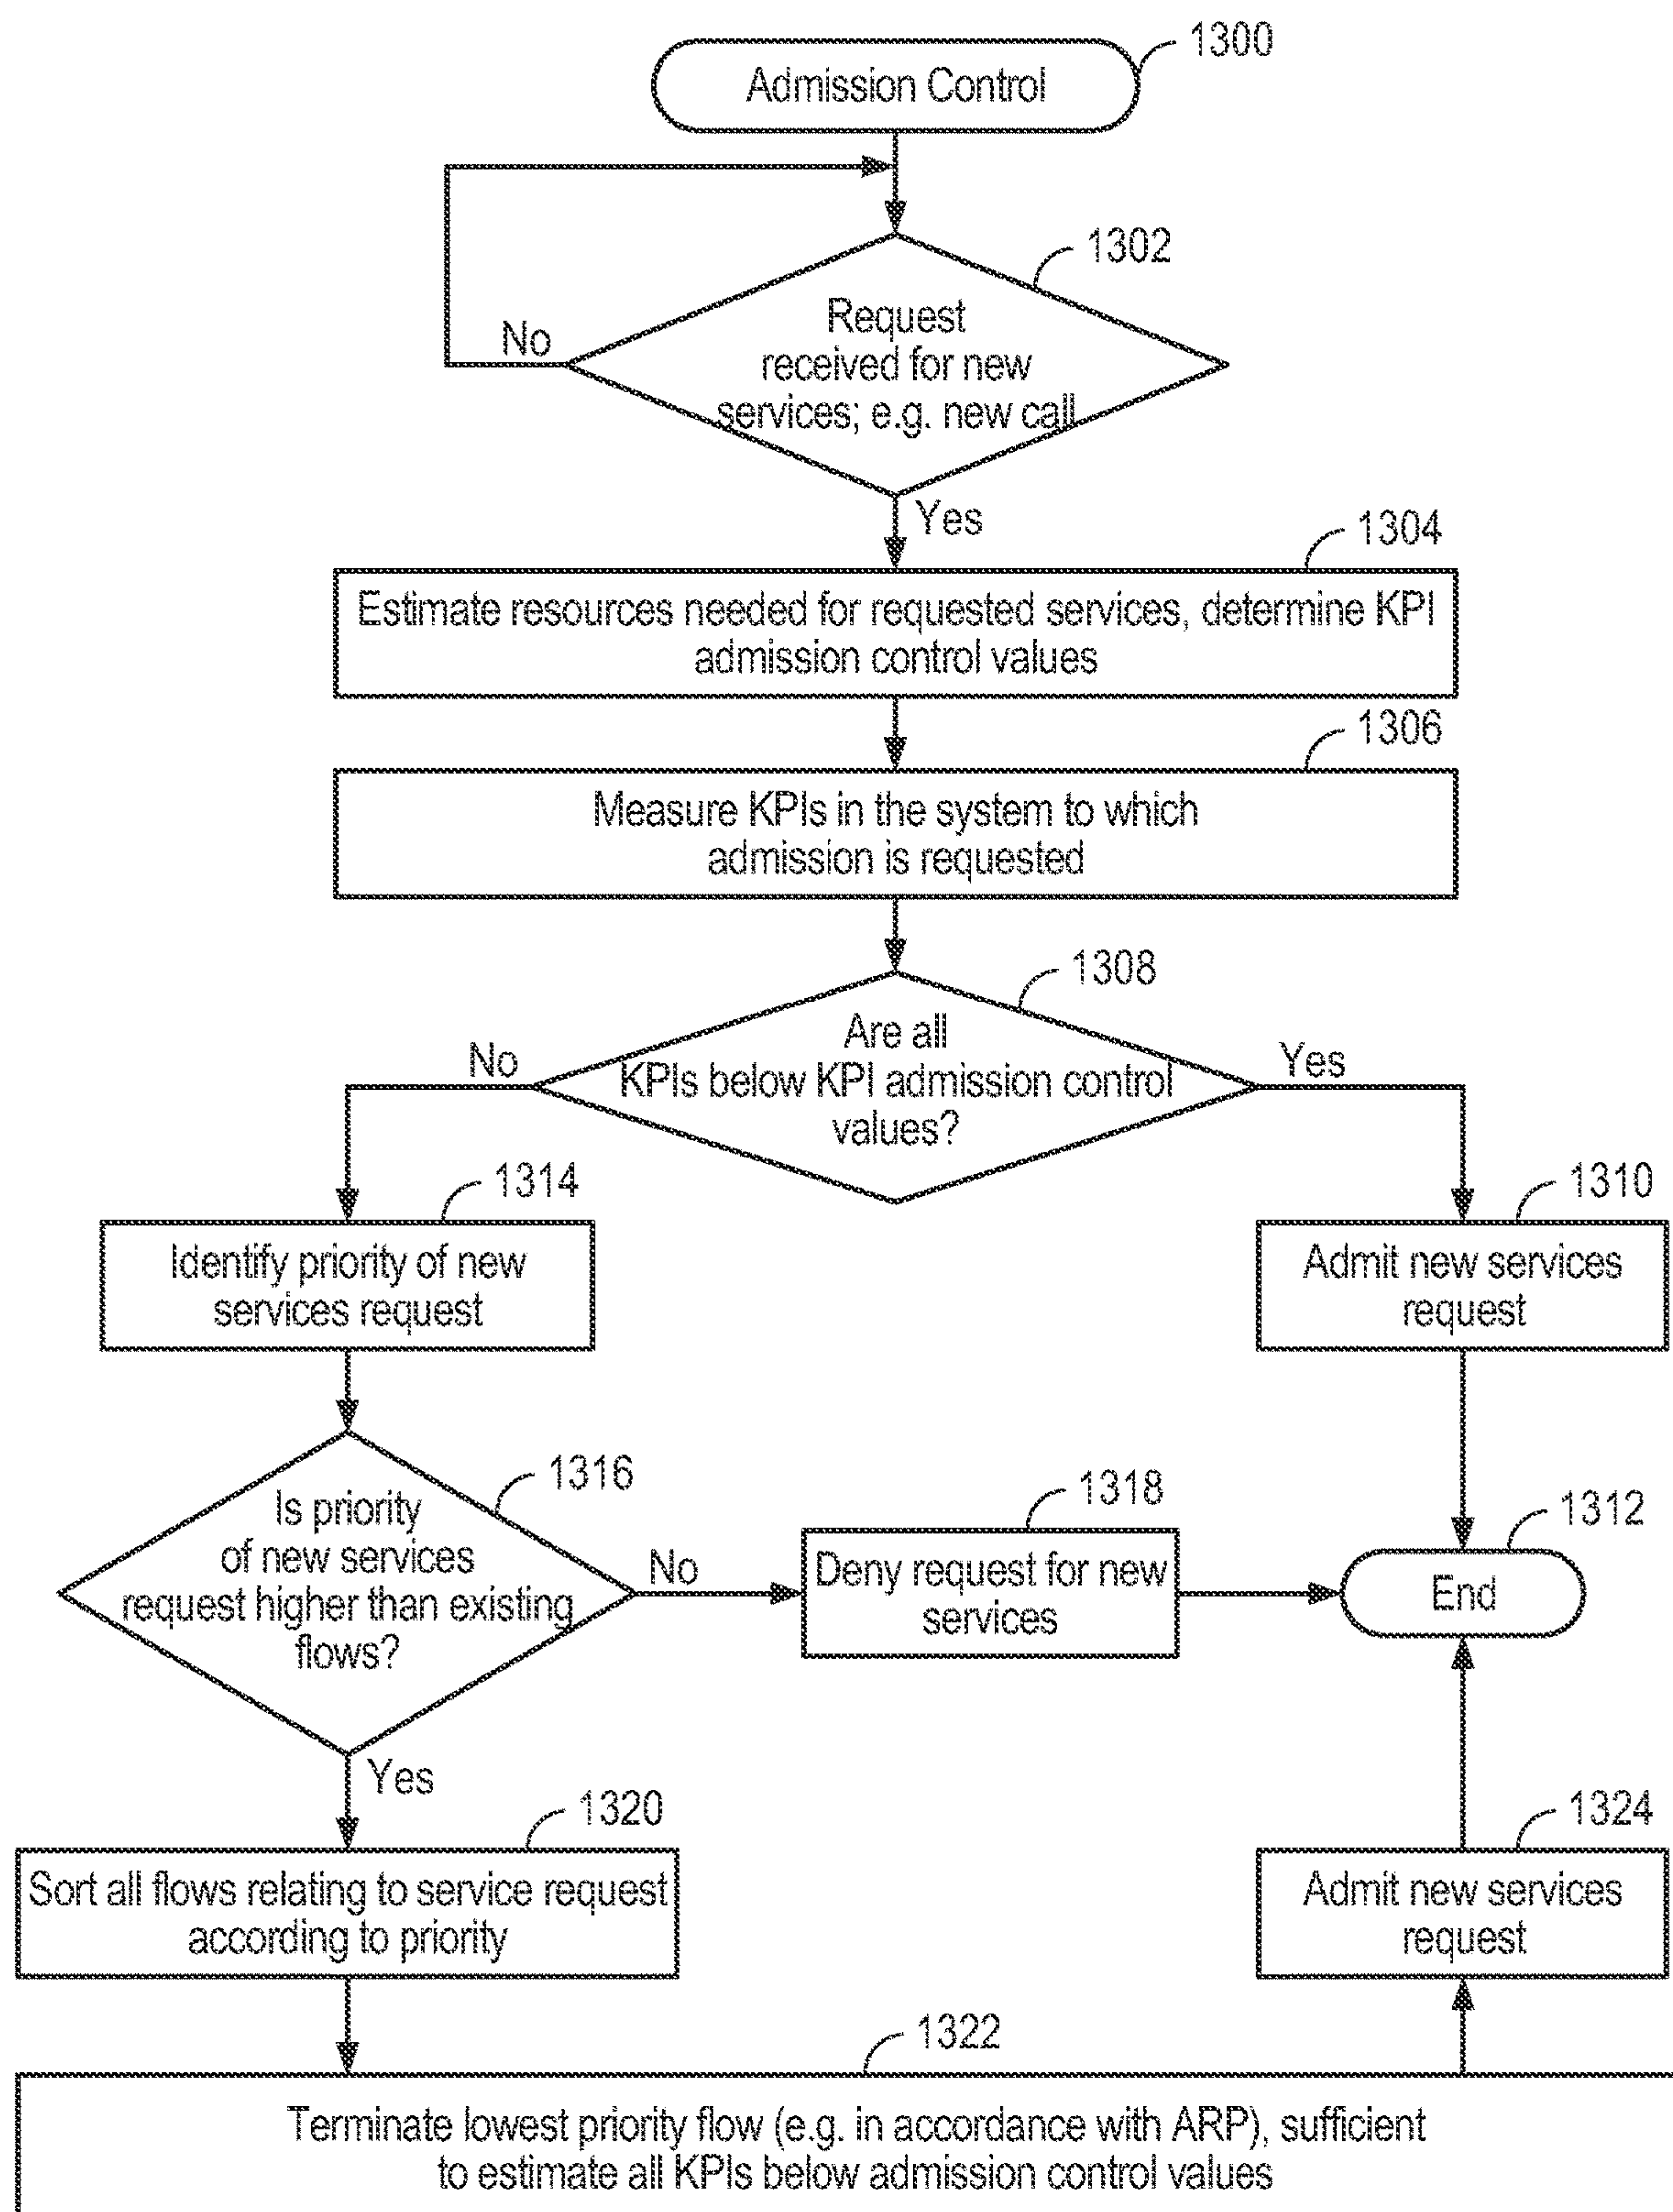 1300
Admission Control
1302
Request
received for new
services; e.g. new call
No
Yes
1304
Estimate resources needed for requested services, determine KPI
admission control values
1306
Measure KPIs in the system to which
admission is requested
1308
Are all
KPIs below KPI admission control
values?
No
Yes
1314
Identify priority of new
services request
1310
Admit new services
request
1316
Is priority
of new services
request higher than existing
flows?
No
Yes
1318
Deny request for new
services
1312
End
1320
Sort all flows relating to service request
according to priority
1324
Admit new services
request
1322
Terminate lowest priority flow (e.g. in accordance with ARP), sufficient
to estimate all KPIs below admission control values